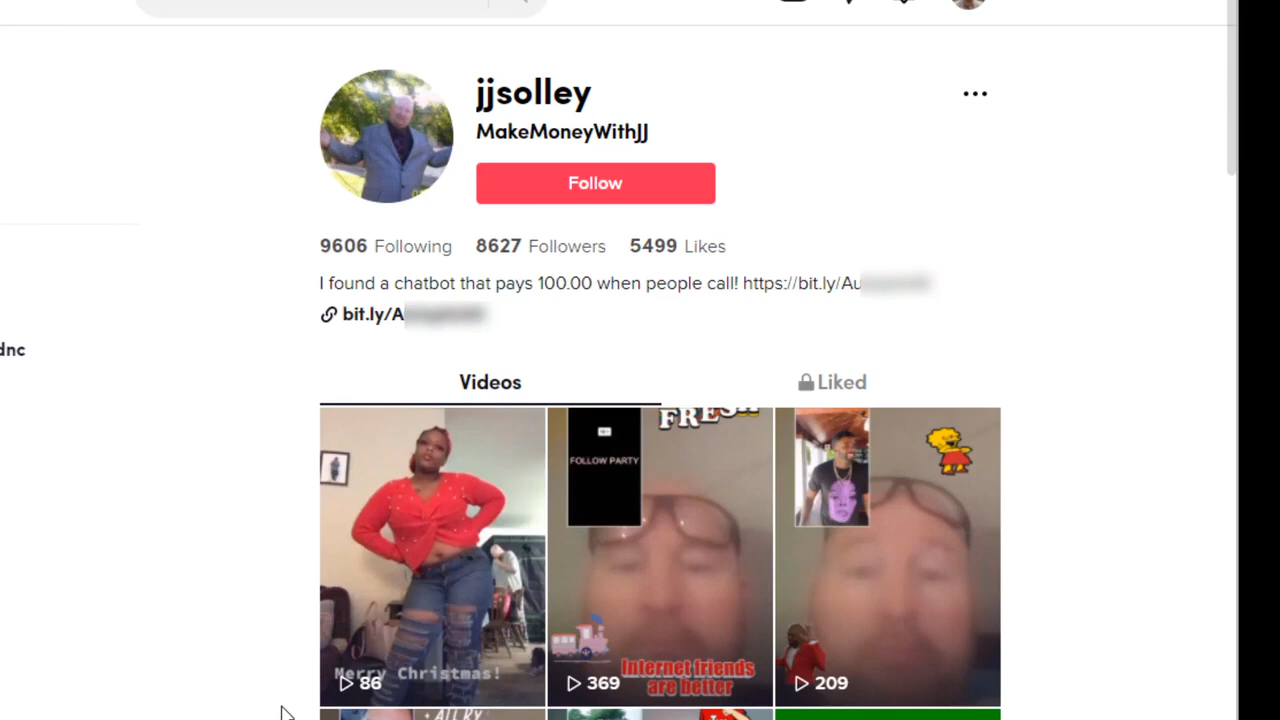 jjsolley
MakeMoneyWithJJ
Follow
9606 Following 8627 Followers 5499 Likes
I found a chatbot that pays 100.00 when people call! https://bit.ly/Au
bit.ly/A
dnc
Videos Liked
FRESH
FOLLOW PARTY
Merry Christmas!
Internet friends
are better
86 369 209